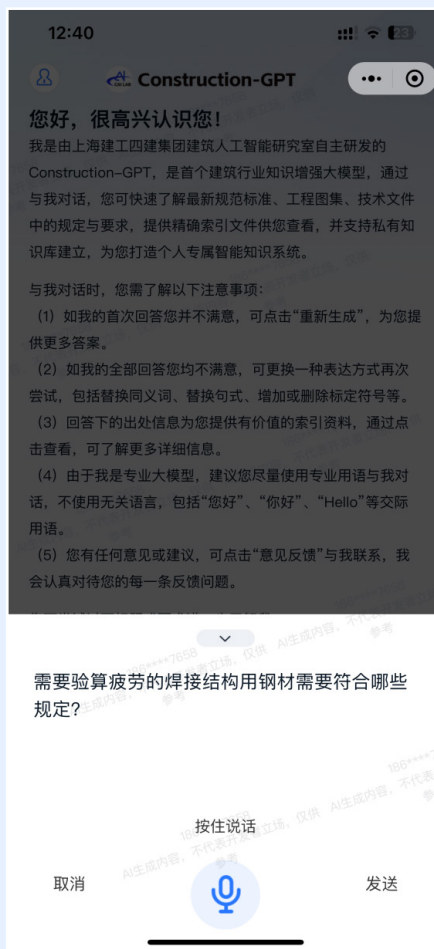 12:40
23
Construction-GPT
您好，很高兴认识您！
我是由上海建工四建集团建筑人工智能研究室自主研发的
Construction-GPT，是首个建筑行业知识增强大模型，通过
与我对话，您可快速了解最新规范标准、工程图集、技术文件
中的规定与要求，提供精确索引文件供您查看，并支持私有知
识库建立，为您打造个人专属智能知识系统。
与我对话时，您需了解以下注意事项：
（1）如我的首次回答您并不满意，可点击“重新生成”，为您提
供更多答案。
（2）如我的全部回答您均不满意，可更换一种表达方式再次
尝试，包括替换同义词、替换句式、增加或删除标定符号等。
（3）回答下的出处信息为您提供有价值的索引资料，通过点
击查看，可了解更多详细信息。
（4）由于我是专业大模型，建议您尽量使用专业用语与我对
话，不使用无关语言，包括“您好”、“你好”、“Hello”等交际
用语。
（5）您有任何意见或建议，可点击“意见反馈”与我联系，我
会认真对待您的每一条反馈问题。
需要验算疲劳的焊接结构用钢材需要符合哪些
规定?
按住说话
取消
发送